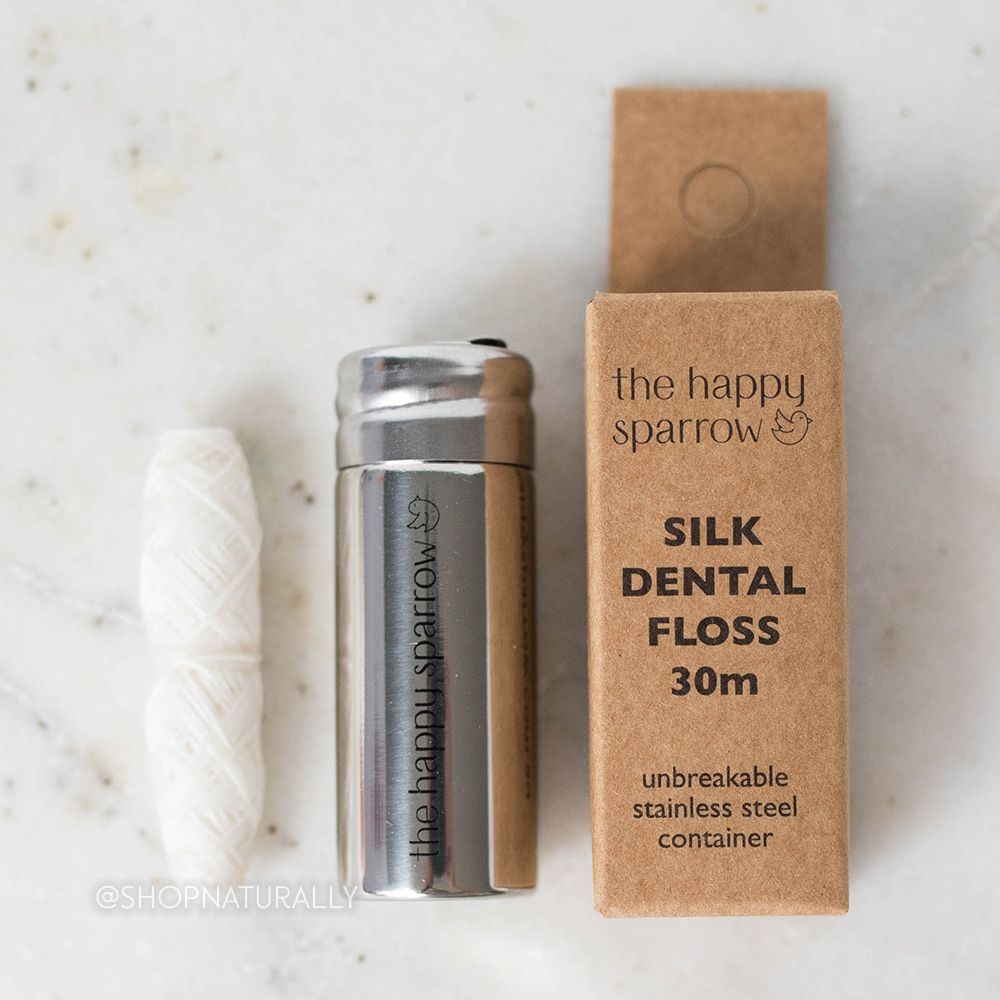 the happy
sparrow
SILK
DENTAL
FLOSS
30m
unbreakable
stainless steel
container
the happy sparrow
@SHOPNATURALLY